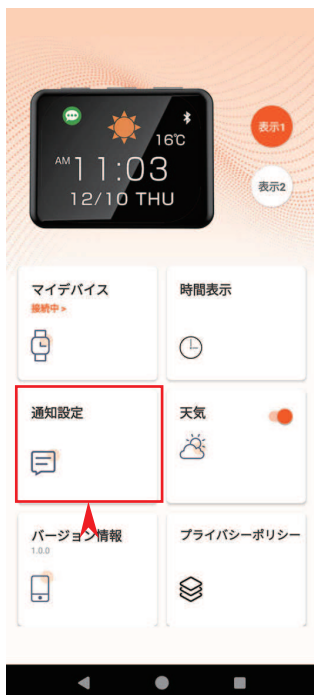 16℃
AM 11:03
12/10 THU
表示1
表示2
マイデバイス
接続中 >
時間表示
通知設定
天気
バージョン情報
1.0.0
プライバシーポリシー